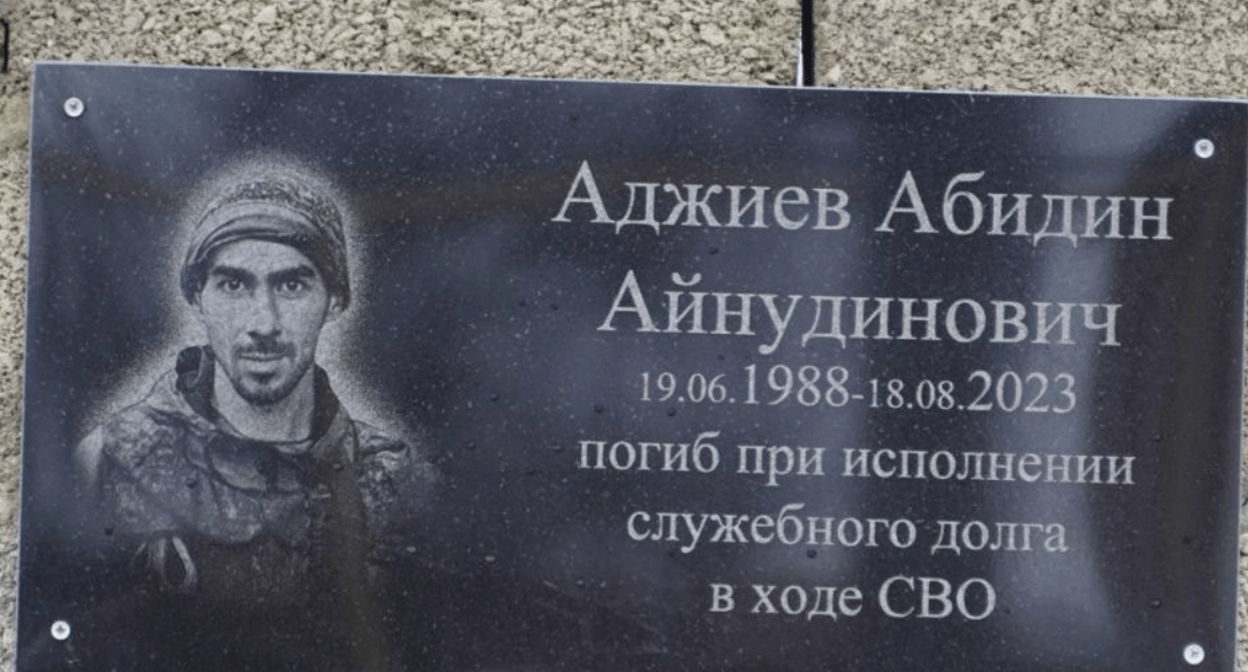 Аджиев Абидин
Айнудинович
19.06.1988-18.08.2023
погиб при исполнении
служебного долга
в ходе СВО